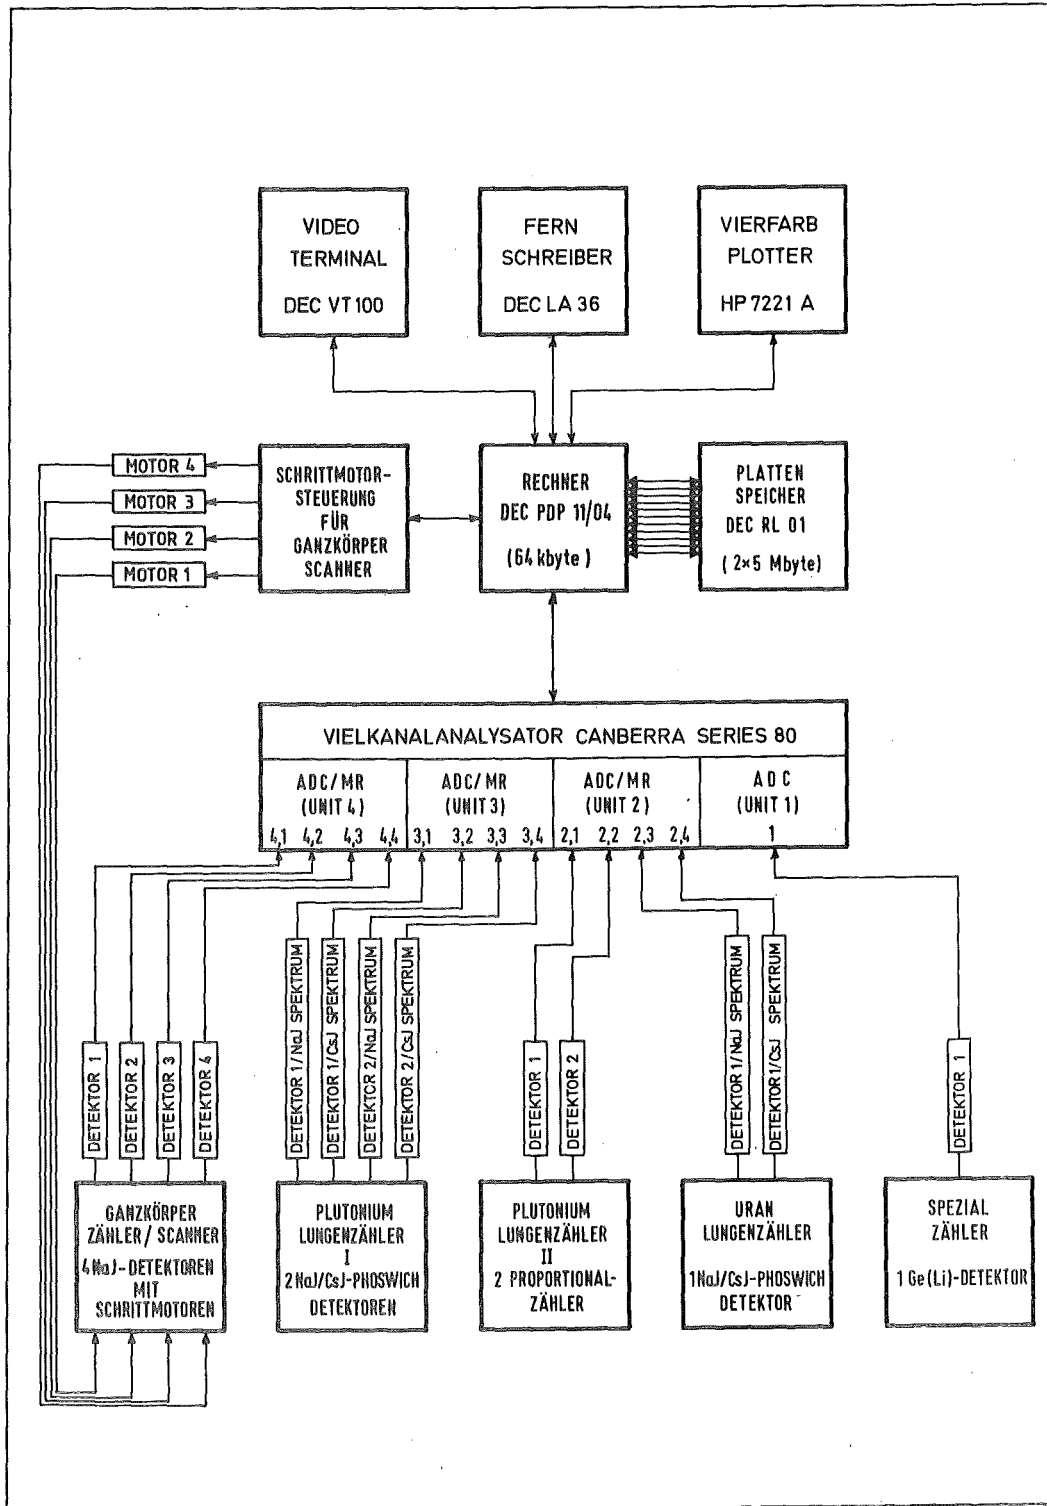 VIDEO
TERMINAL
DEC VT 100
FERN
SCHREIBER
DEC LA 36
VIERFARB
PLOTTER
HP 7221 A
MOTOR 4
MOTOR 3
MOTOR 2
MOTOR 1
SCHRITTMOTOR-
STEUERUNG
FÜR
GANZKÖRPER
SCANNER
RECHNER
DEC PDP 11/04
(64 kbyte)
PLATTEN
SPEICHER
DEC RL 01
(2×5 Mbyte)
VIELKANALANALYSATOR CANBERRA SERIES 80
ADC/MR
(UNIT 4)
4,1 4,2 4,3 4,4
ADC/MR
(UNIT 3)
3,1 3,2 3,3 3,4
ADC/MR
(UNIT 2)
2,1 2,2 2,3 2,4
ADC
(UNIT 1)
1
DETEKTOR 1
DETEKTOR 2
DETEKTOR 3
DETEKTOR 4
DETEKTOR 1/NaJ SPEKTRUM
DETEKTOR 1/CsJ SPEKTRUM
DETEKTOR 2/NaJ SPEKTRUM
DETEKTOR 2/CsJ SPEKTRUM
DETEKTOR 1
DETEKTOR 2
DETEKTOR 1/NaJ SPEKTRUM
DETEKTOR 1/CsJ SPEKTRUM
DETEKTOR 1
GANZKÖRPER
ZÄHLER/SCANNER
4 NaJ-DETEKTOREN
MIT
SCHRITTMOTOREN
PLUTONIUM
LUNGENZÄHLER
I
2 NaJ/CsJ-PHOSWICH
DETEKTOREN
PLUTONIUM
LUNGENZÄHLER
II
2 PROPORTIONAL-
ZÄHLER
URAN
LUNGENZÄHLER
1 NaJ/CsJ-PHOSWICH
DETEKTOR
SPEZIAL
ZÄHLER
1 Ge(Li)-DETEKTOR